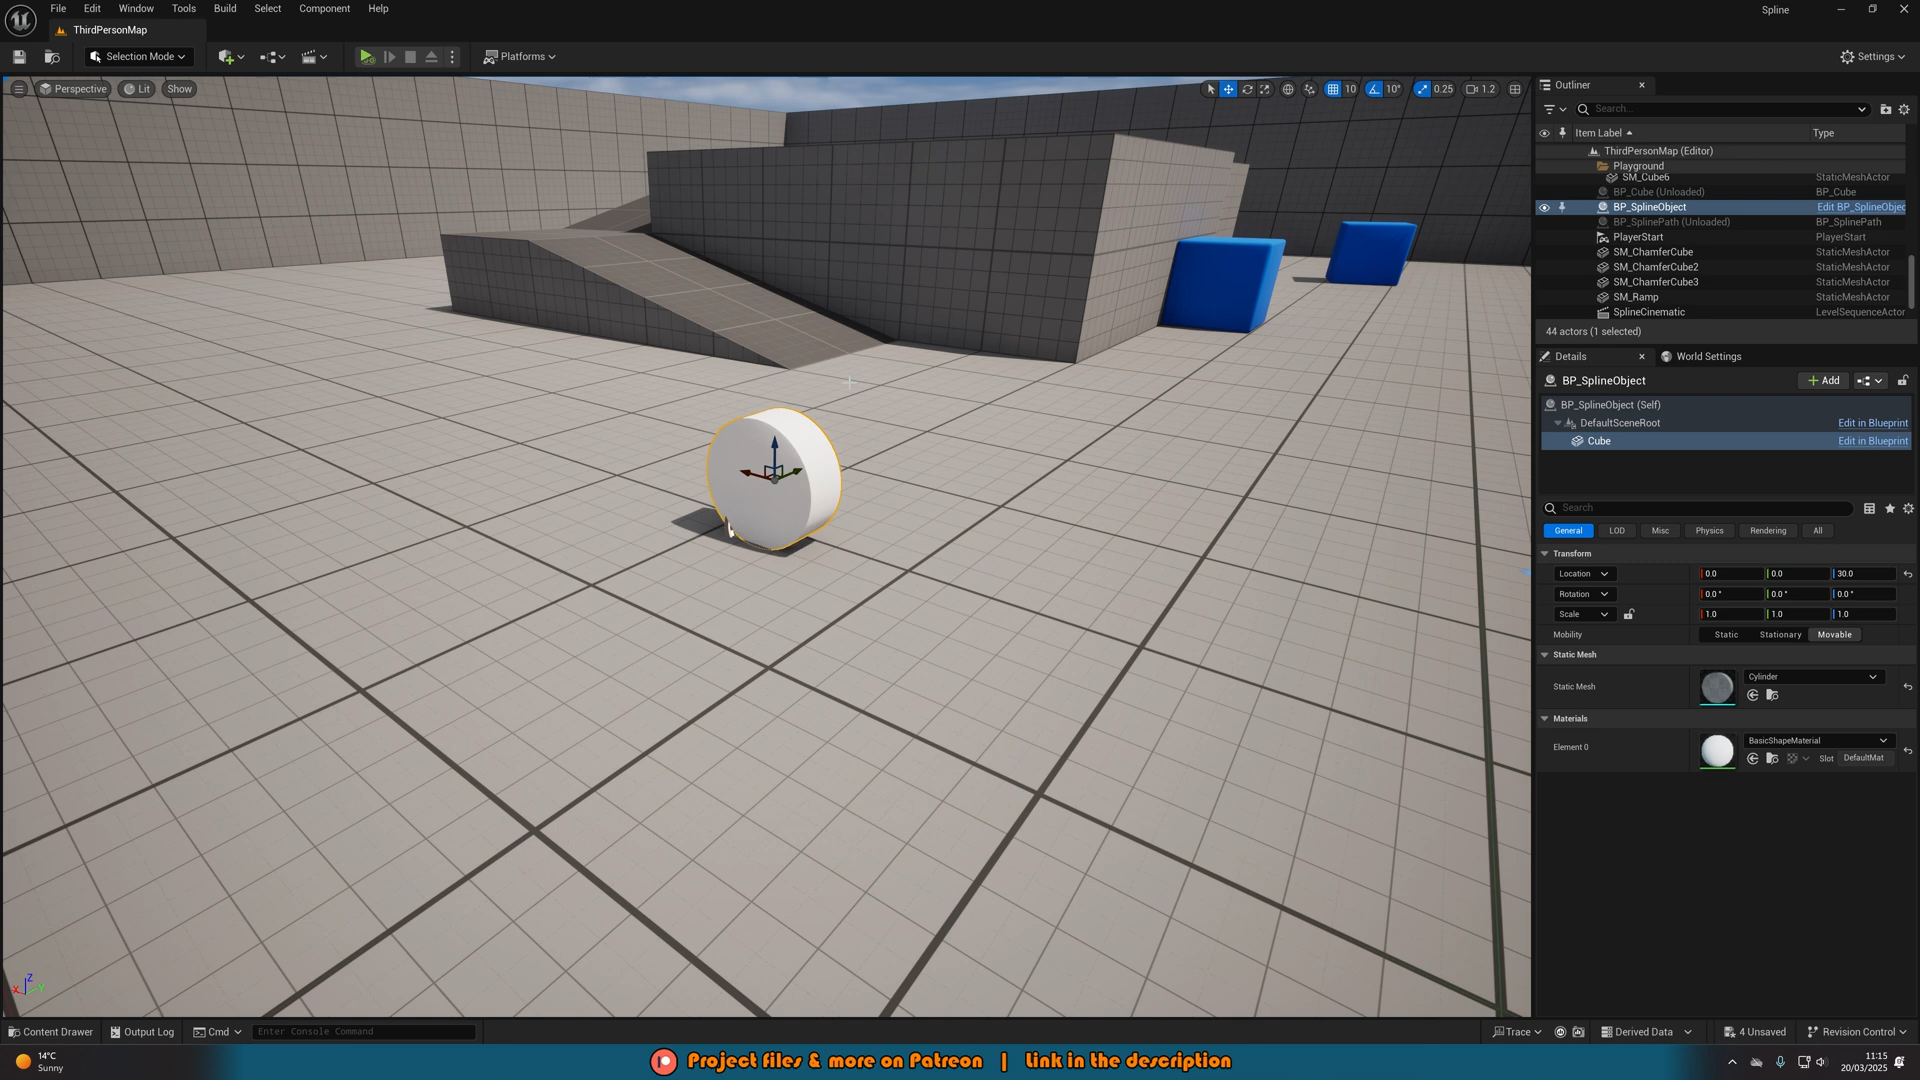 File Edit Window Tools Build Select Component Help
Spline
ThirdPersonMap
Selection Mode
Platforms
Settings
Perspective Lit Show
10 10° 0.25 1.2
Outliner
Search...
Item Label Type
ThirdPersonMap (Editor)
Playground
SM_Cube6 StaticMeshActor
BP_Cube (Unloaded) BP_Cube
BP_SplineObject Edit BP_SplineObjec
BP_SplinePath (Unloaded) BP_SplinePath
PlayerStart PlayerStart
SM_ChamferCube StaticMeshActor
SM_ChamferCube2 StaticMeshActor
SM_ChamferCube3 StaticMeshActor
SM_Ramp StaticMeshActor
SplineCinematic LevelSequenceActor
44 actors (1 selected)
Details World Settings
BP_SplineObject
Add
BP_SplineObject (Self)
DefaultSceneRoot Edit in Blueprint
Cube Edit in Blueprint
Search
General LOD Misc Physics Rendering All
Transform
Location 0.0 0.0 30.0
Rotation 0.0° 0.0° 0.0°
Scale 1.0 1.0 1.0
Mobility Static Stationary Movable
Static Mesh
Static Mesh Cylinder
Materials
Element 0 BasicShapeMaterial
Slot DefaultMat
Z
X Y
Content Drawer Output Log Cmd Enter Console Command
Trace Derived Data 4 Unsaved Revision Control
14°C
Sunny
Project files & more on Patreon | Link in the description
11:15
20/03/2025